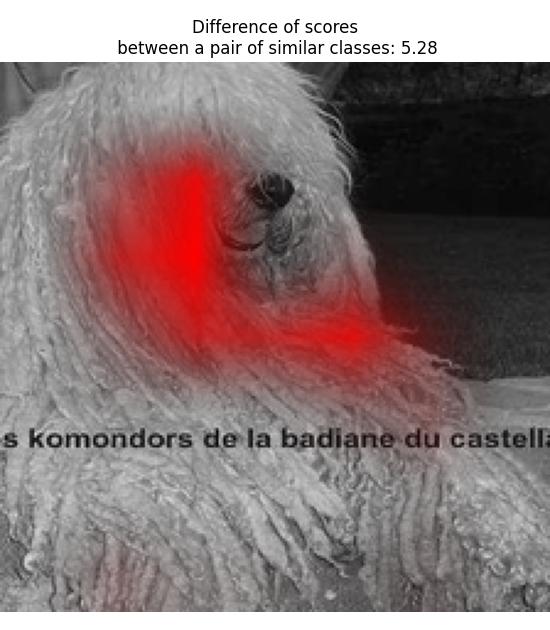 Difference of scores
between a pair of similar classes: 5.28
s komondors de la badiane du castell